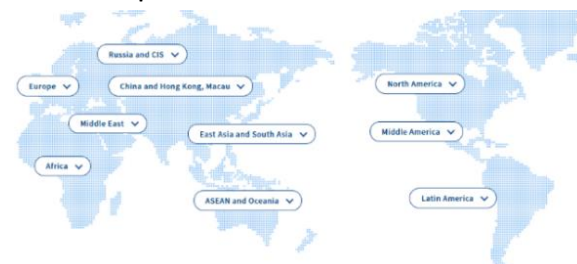 Russia and CIS
Europe
China and Hong Kong, Macau
North America
Middle East
East Asia and South Asia
Middle America
Africa
ASEAN and Oceania
Latin America